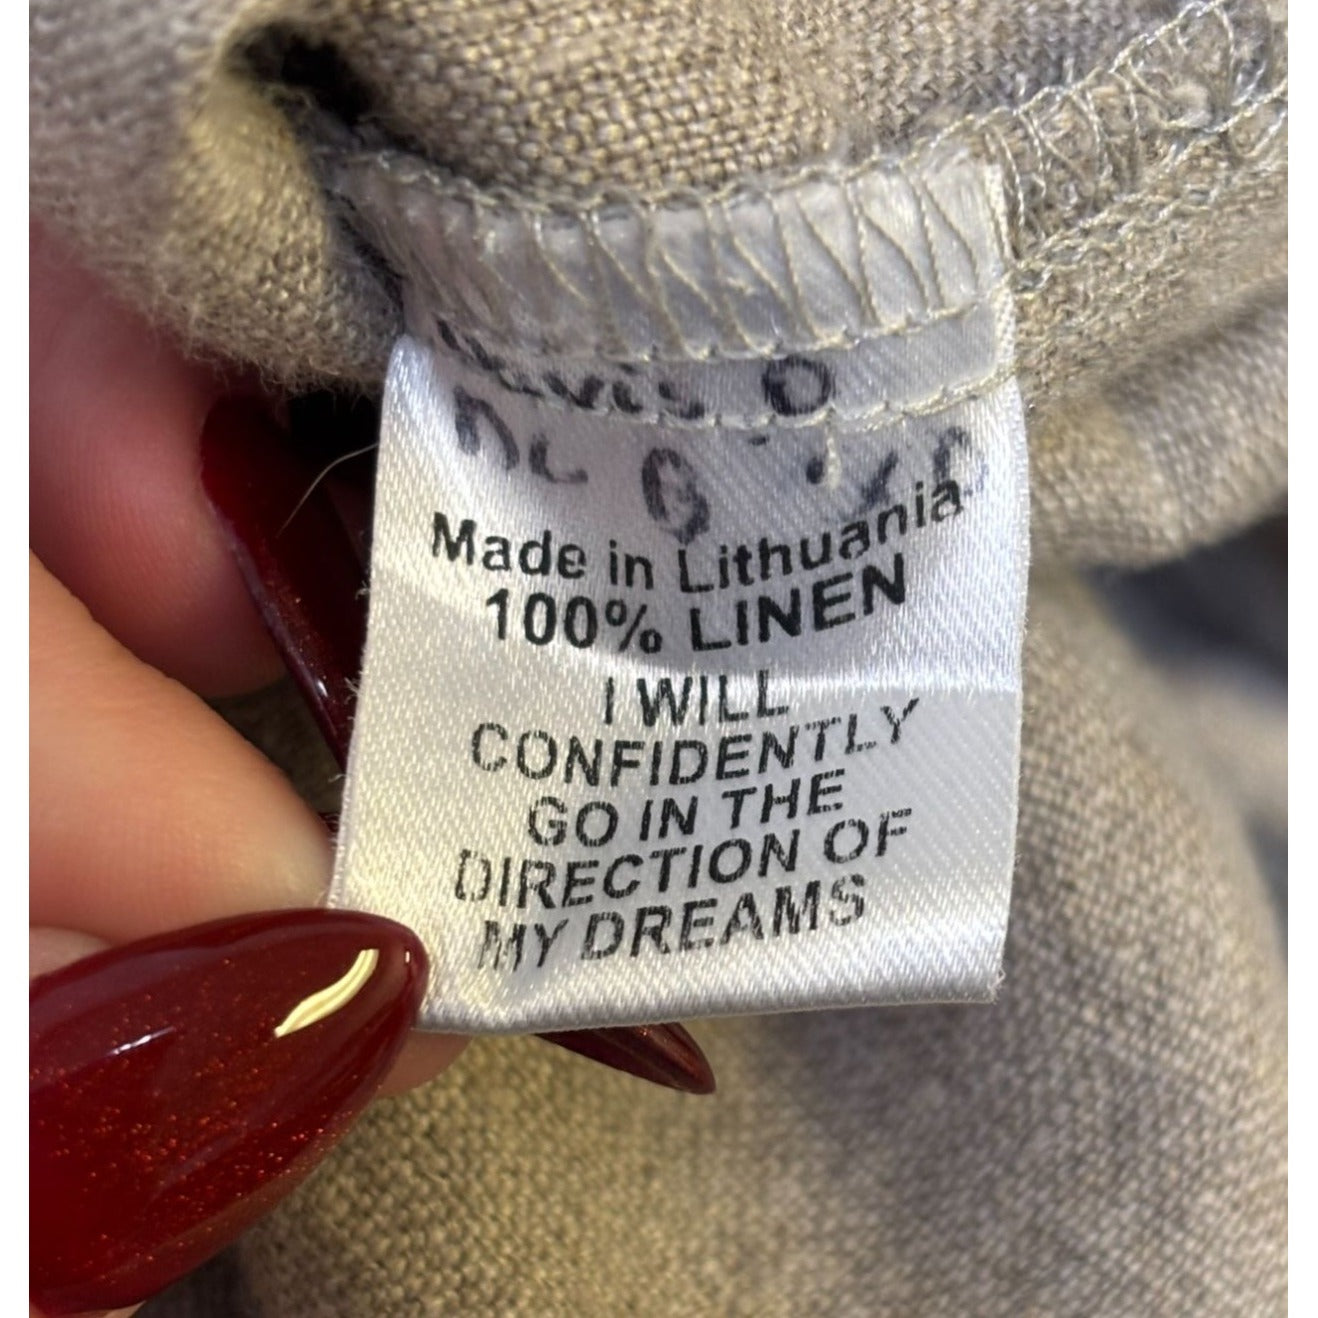 Made in Lithuania
100% LINEN
I WILL
CONFIDENTLY
GO IN THE
DIRECTION OF
MY DREAMS